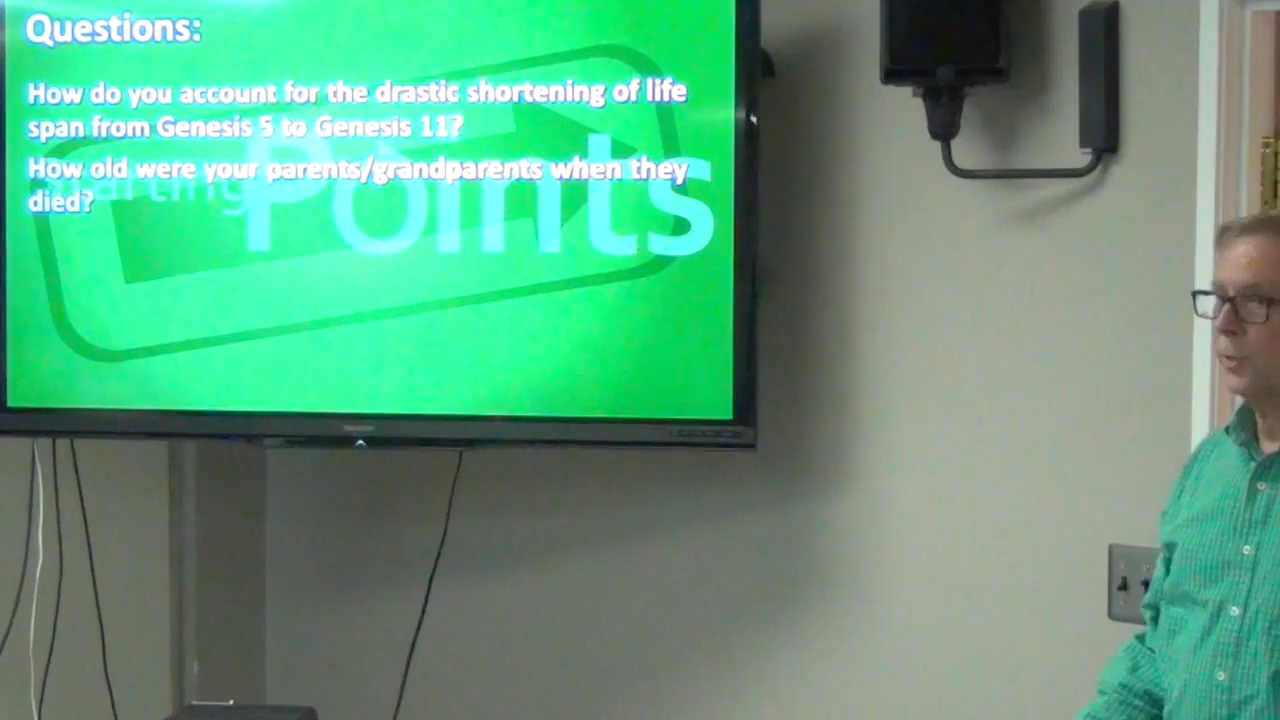 Questions:
How do you account for the drastic shortening of life
span from Genesis 5 to Genesis 11?
How old were your parents/grandparents when they
died?
starting
Points